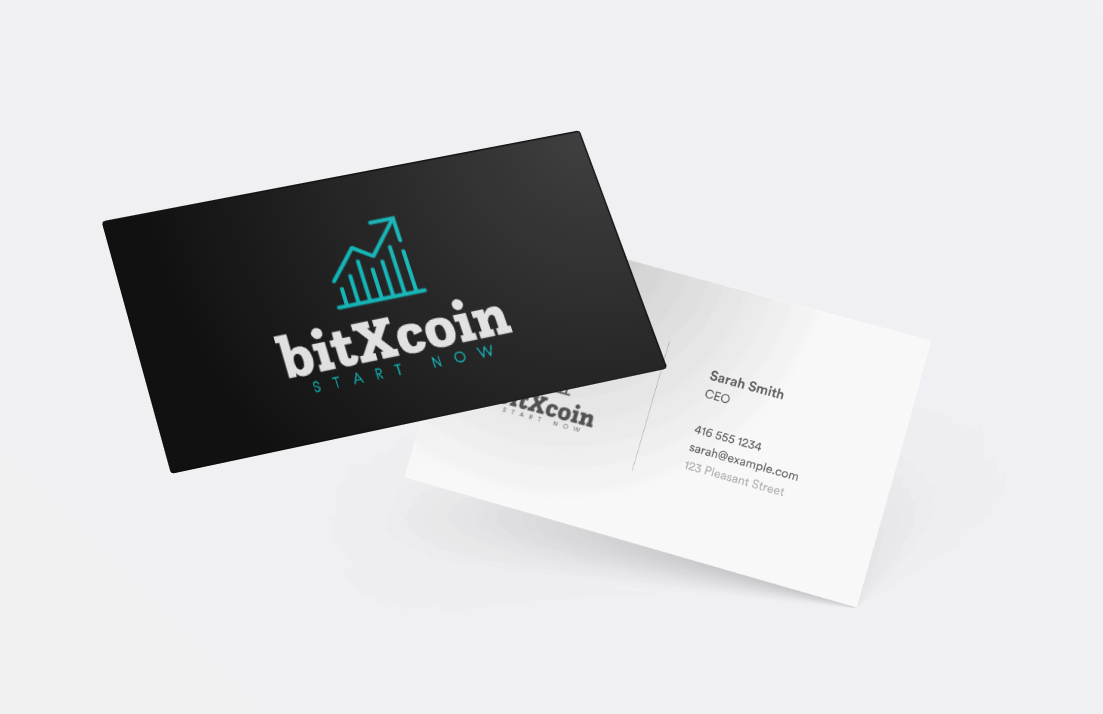 bitXcoin
START NOW
bitXcoin
START NOW
Sarah Smith
CEO
416 555 1234
sarah@example.com
123 Pleasant Street